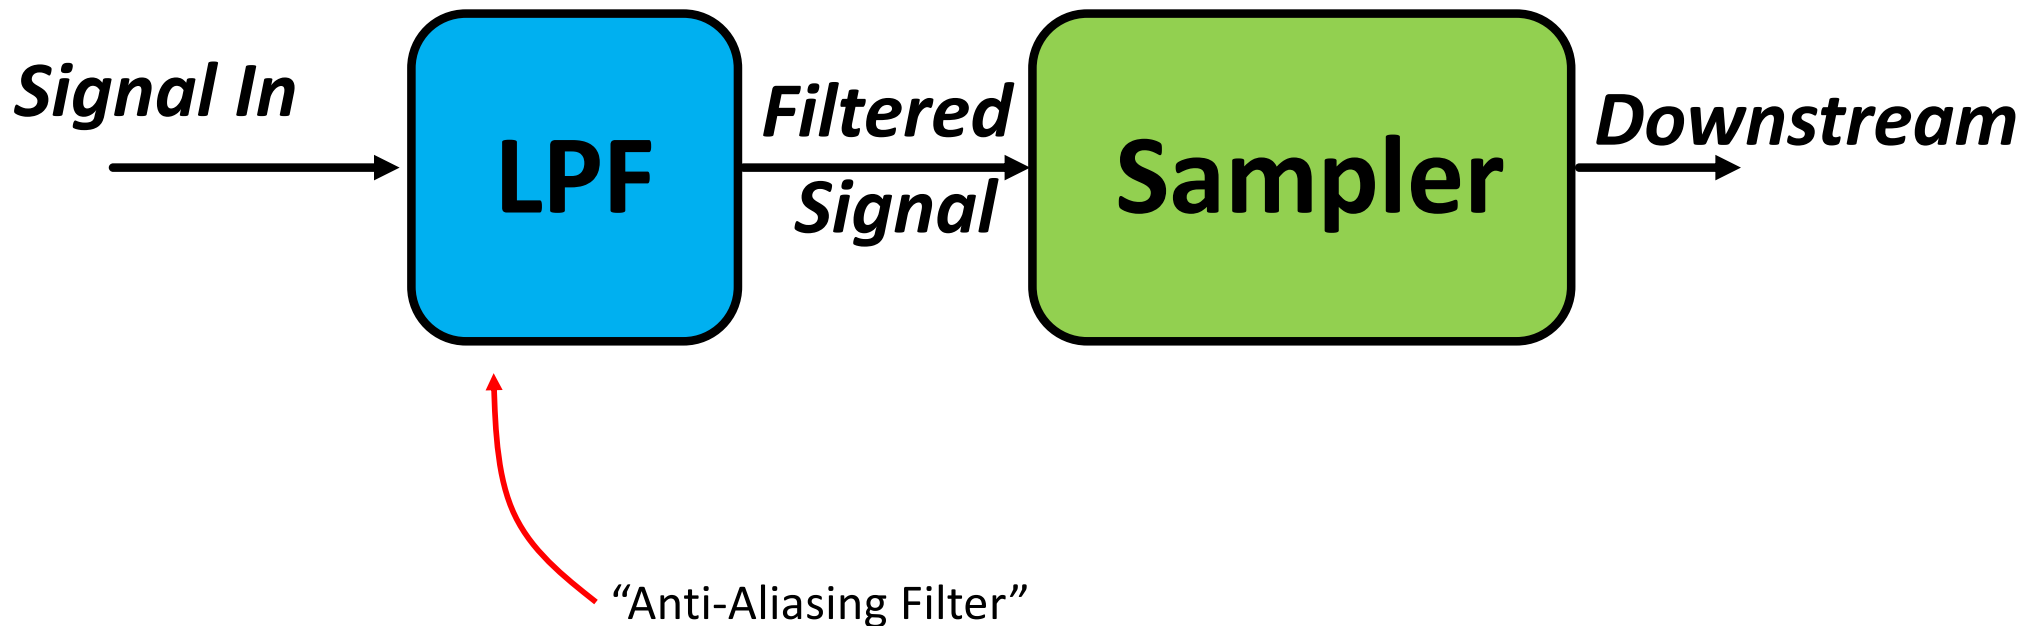 Signal In
LPF
Filtered
Signal
Sampler
Downstream
“Anti-Aliasing Filter”